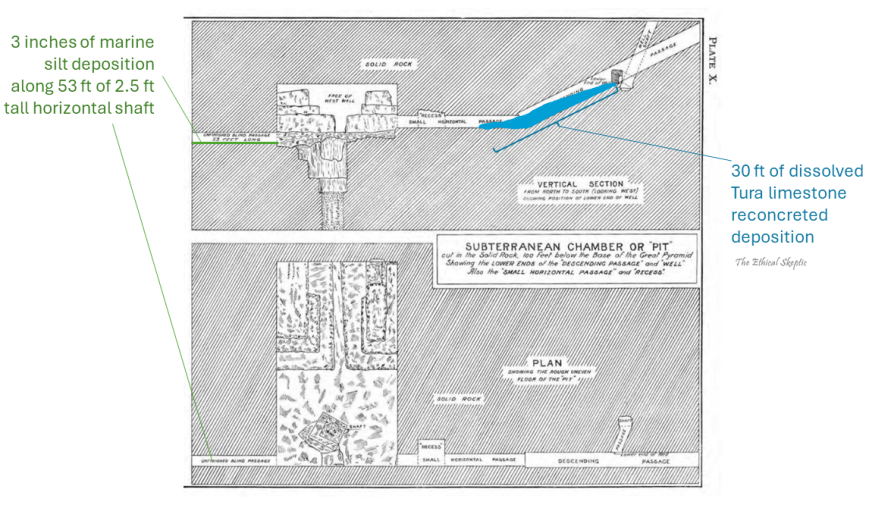 3 inches of marine
silt deposition
along 53 ft of 2.5 ft
tall horizontal shaft
PLATE X.
SOLID ROCK
PASSAGE
FACE OF
WEST WELL
"RECESS"
SMALL HORIZONTAL PASSAGE
UNFINISHED BLIND PASSAGE
53 FEET LONG
VERTICAL SECTION
FROM NORTH TO SOUTH (LOOKING WEST)
SHOWING POSITION OF LOWER END OF WELL
30 ft of dissolved
Tura limestone
reconcreted
deposition
The Ethical Skeptic
SUBTERRANEAN CHAMBER OR "PIT"
cut in the Solid Rock, 100 feet below the Base of the Great Pyramid
Showing the LOWER ENDS of the "DESCENDING PASSAGE" and "WELL"
Also the "SMALL HORIZONTAL PASSAGE" and "RECESS"
PLAN
SHOWING THE ROUGH UNEVEN
FLOOR OF THE "PIT"
SOLID ROCK
SHAFT
"RECESS"
UNFINISHED BLIND PASSAGE
SMALL HORIZONTAL PASSAGE
DESCENDING PASSAGE
Lower end of Well